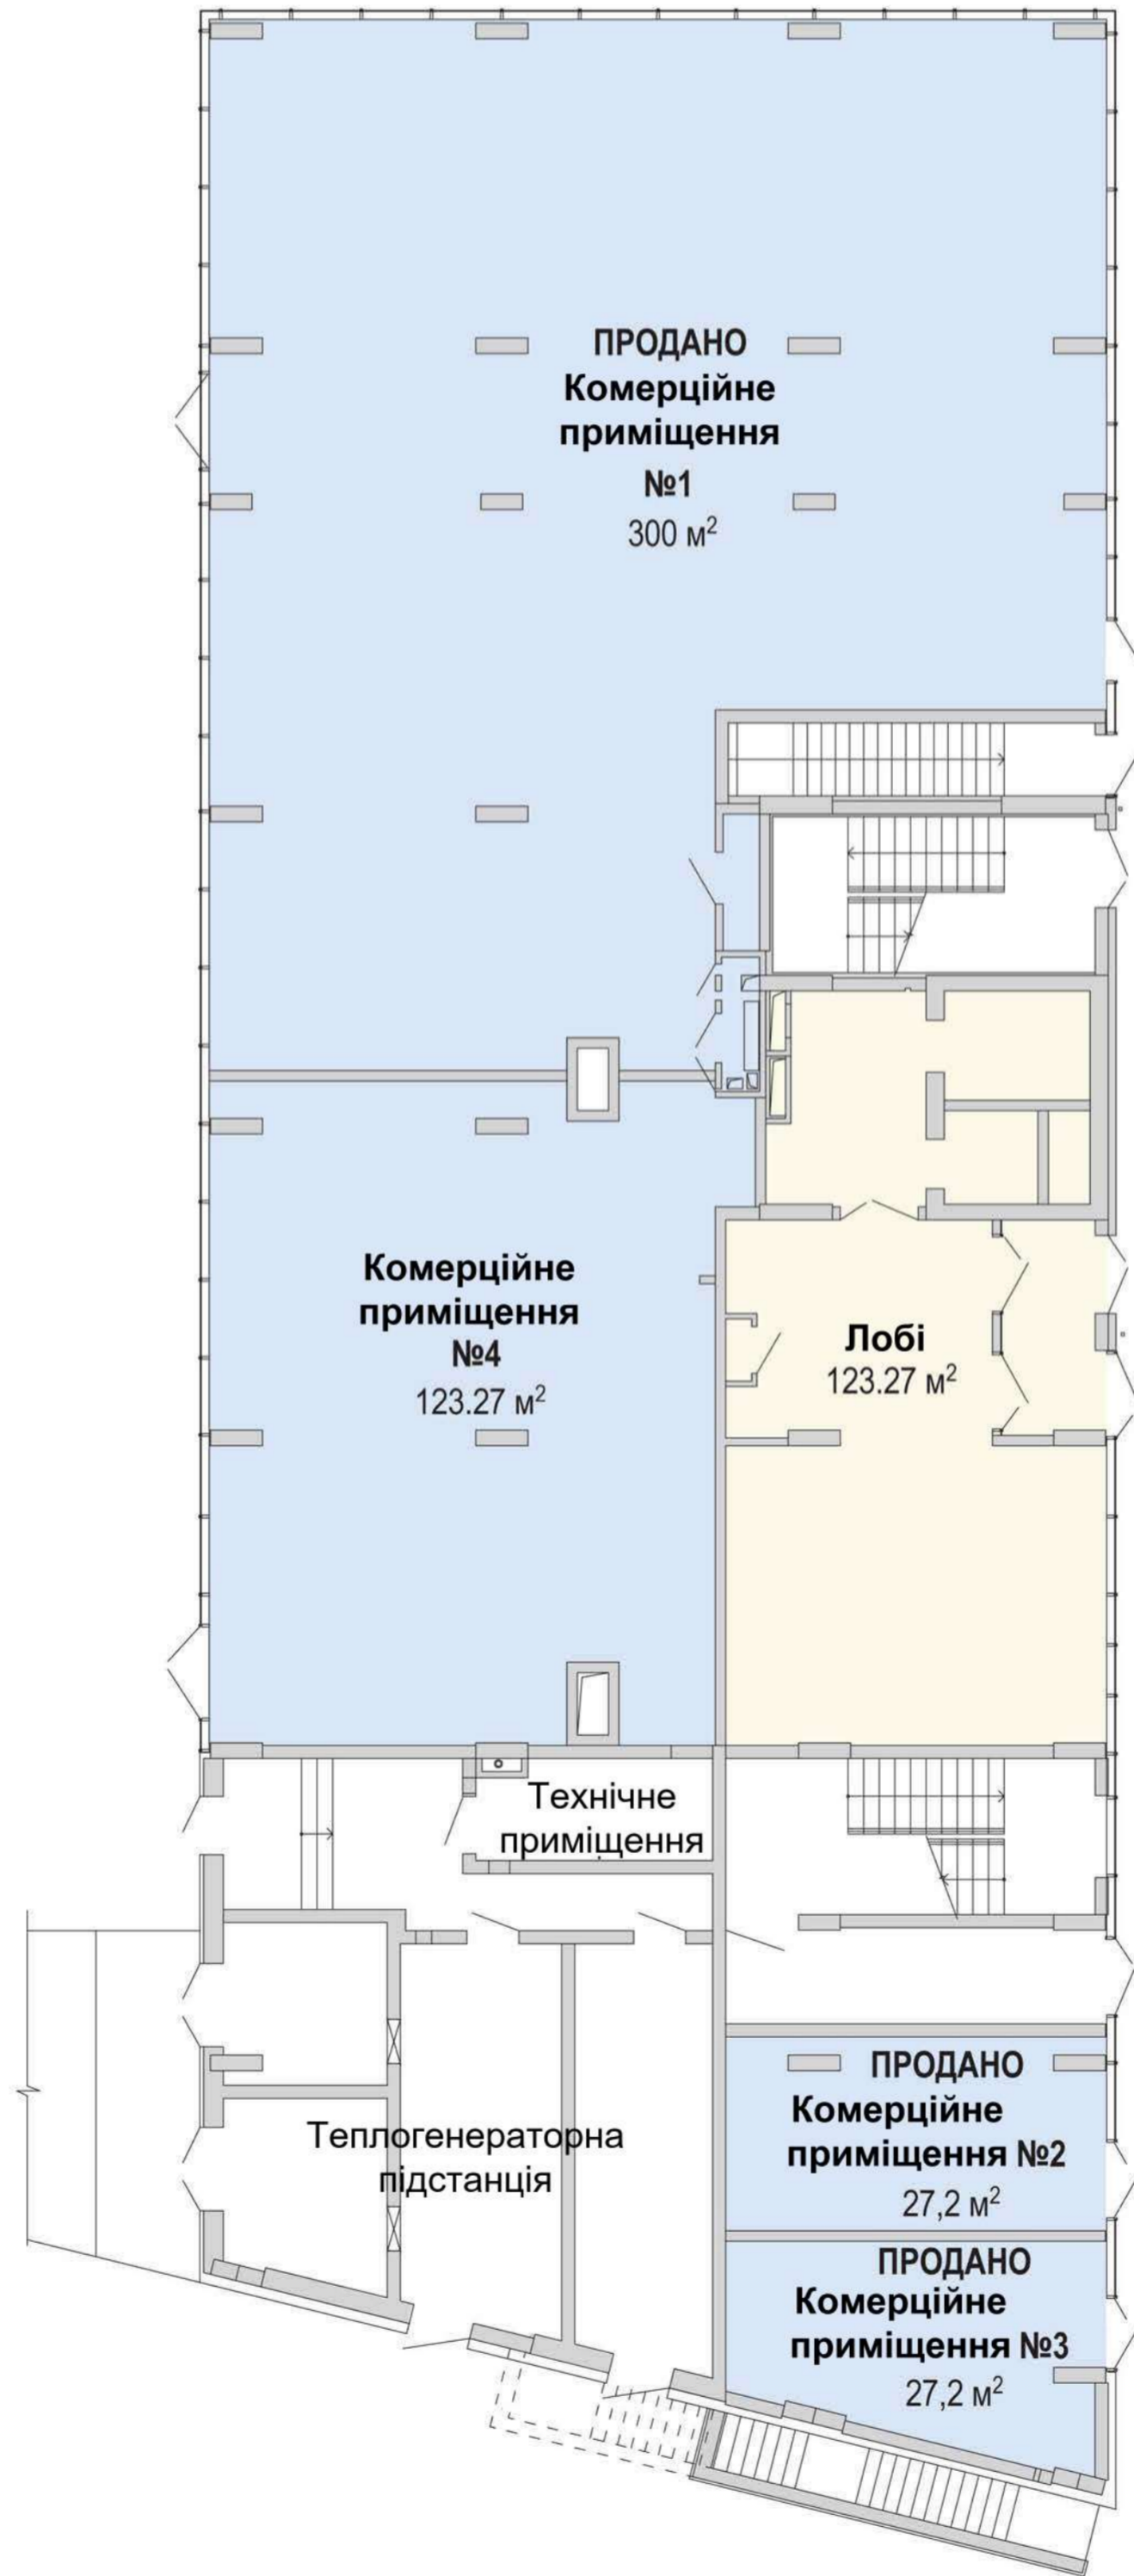 ПРОДАНО
Комерційне
приміщення
№1
300 м²
Комерційне
приміщення
№4
123.27 м²
Лобі
123.27 м²
Технічне
приміщення
Теплогенераторна
підстанція
ПРОДАНО
Комерційне
приміщення №2
27,2 м²
ПРОДАНО
Комерційне
приміщення №3
27,2 м²